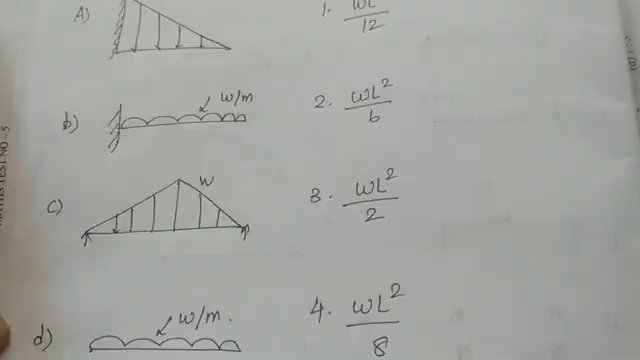 A)
1. WL
12
b)
w/m
2. WL²
6
c)
w
3. WL²
2
d)
w/m.
4. WL²
8